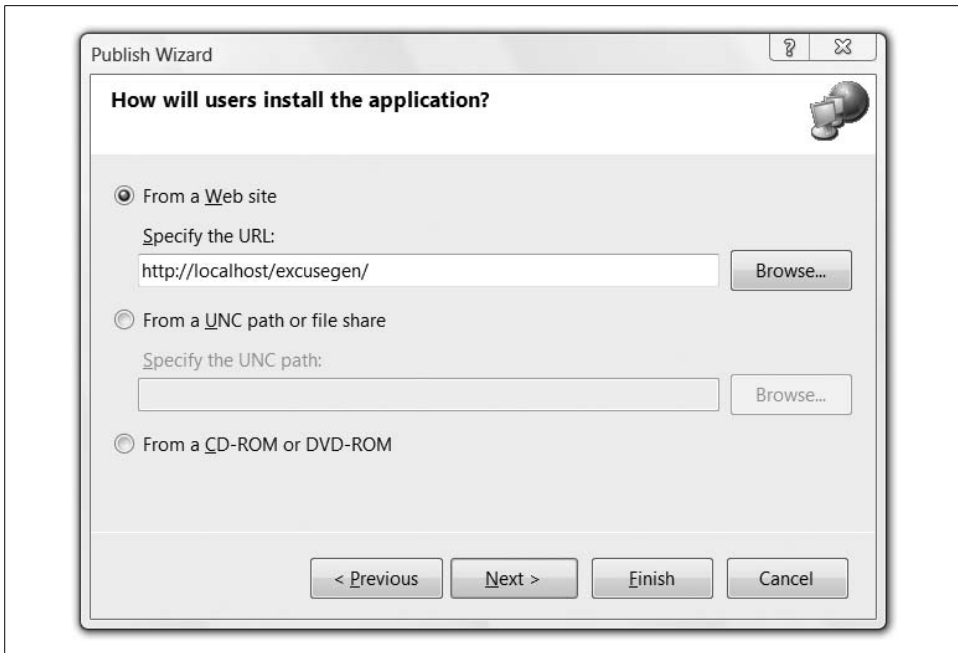 Publish Wizard
How will users install the application?
From a Web site
Specify the URL:
http://localhost/excusegen/
Browse...
From a UNC path or file share
Specify the UNC path:
Browse...
From a CD-ROM or DVD-ROM
< Previous
Next >
Finish
Cancel